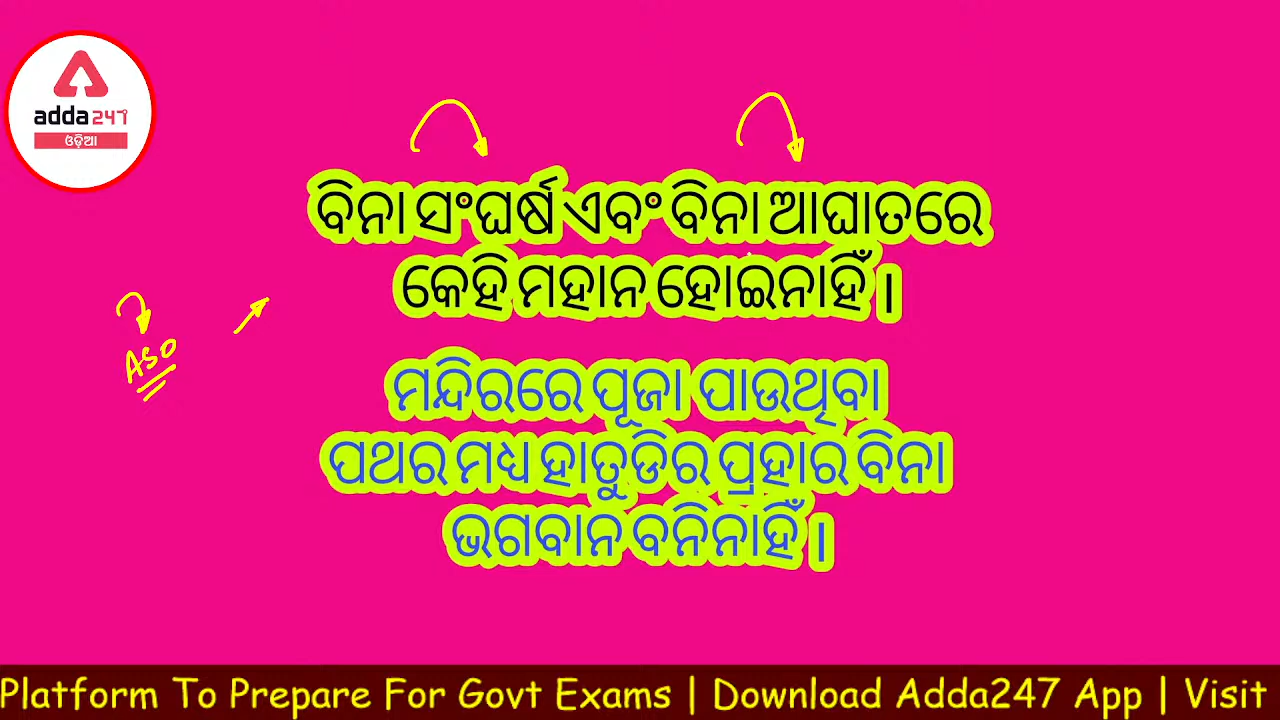 adda247
ଓଡ଼ିଆ
ବିନା ସଂଘର୍ଷ ଏବଂ ବିନା ଆଘାତରେ
କେହି ମହାନ ହୋଇନାହିଁ ।
ASO
ମନ୍ଦିରରେ ପୂଜା ପାଉଥିବା
ପଥର ମଧ୍ୟ ହାତୁଡିର ପ୍ରହାର ବିନା
ଭଗବାନ ବନିନାହିଁ ।
Platform To Prepare For Govt Exams | Download Adda247 App | Visit